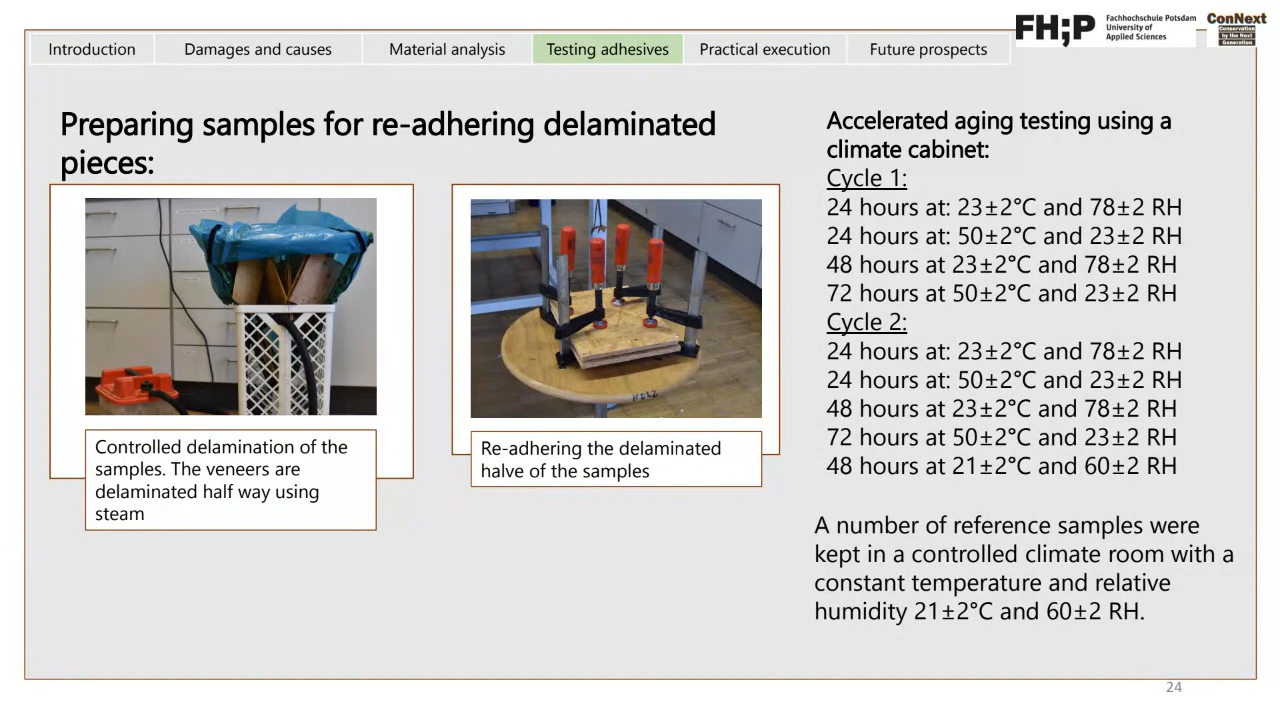 Introduction
Damages and causes
Material analysis
Testing adhesives
Practical execution
Future prospects
FH;P
Fachhochschule Potsdam
University of
Applied Sciences
ConNext
Conservation
by the Next
Generation
Preparing samples for re-adhering delaminated
pieces:
Controlled delamination of the
samples. The veneers are
delaminated half way using
steam
Re-adhering the delaminated
halve of the samples
Accelerated aging testing using a
climate cabinet:
Cycle 1:
24 hours at: 23±2°C and 78±2 RH
24 hours at: 50±2°C and 23±2 RH
48 hours at 23±2°C and 78±2 RH
72 hours at 50±2°C and 23±2 RH
Cycle 2:
24 hours at: 23±2°C and 78±2 RH
24 hours at: 50±2°C and 23±2 RH
48 hours at 23±2°C and 78±2 RH
72 hours at 50±2°C and 23±2 RH
48 hours at 21±2°C and 60±2 RH
A number of reference samples were
kept in a controlled climate room with a
constant temperature and relative
humidity 21±2°C and 60±2 RH.
24